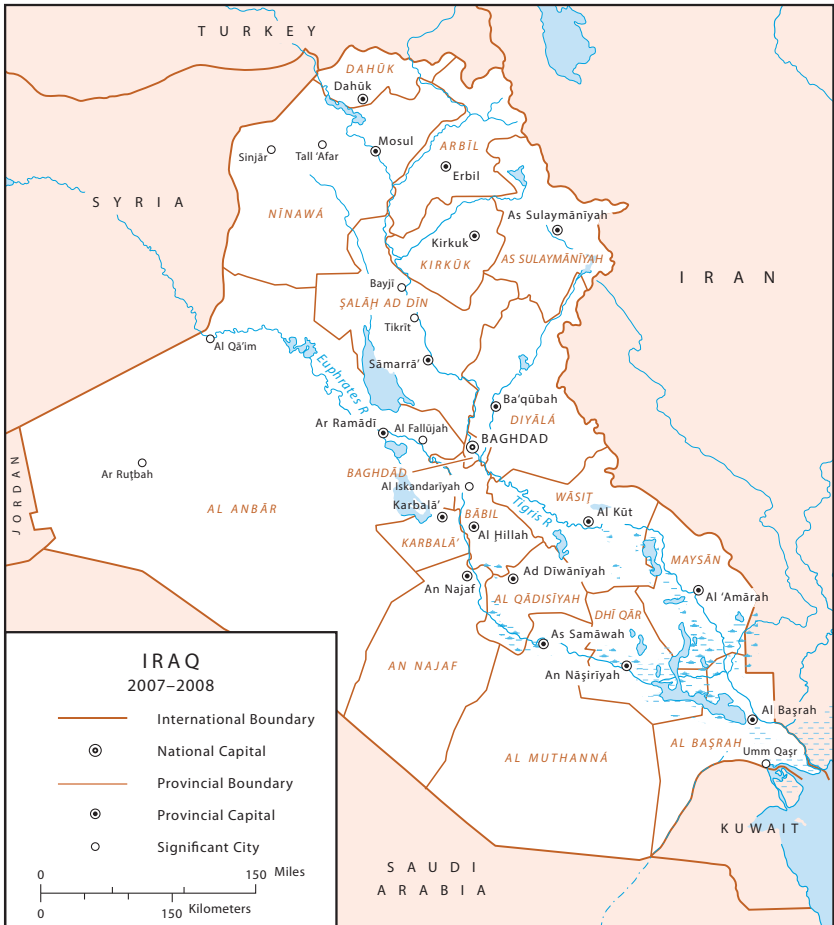 TURKEY
DAHŪK
Dahūk
Mosul
ARBĪL
Sinjār
Tall ‘Afar
Erbil
SYRIA
NĪNAWÁ
As Sulaymānīyah
Kirkuk
KIRKŪK
AS SULAYMĀNĪYAH
IRAN
Bayjī
ṢALĀḤ AD DĪN
Tikrīt
Al Qā’im
Sāmarrā’
Euphrates R
Ba‘qūbah
DIYĀLÁ
Ar Ramādī
Al Fallūjah
BAGHDAD
Ar Ruṭbah
BAGHDĀD
JORDAN
Al Iskandarīyah
WĀSIṬ
AL ANBĀR
Karbalā’
BĀBIL
Tigris R
Al Kūt
KARBALĀ’
Al Ḥillah
MAYSĀN
An Najaf
Ad Dīwānīyah
Al ‘Amārah
AL QĀDISĪYAH
DHĪ QĀR
As Samāwah
AN NAJAF
An Nāşirīyah
Al Başrah
AL BAŞRAH
Umm Qaşr
AL MUTHANNÁ
KUWAIT
SAUDI
ARABIA
IRAQ
2007–2008
International Boundary
National Capital
Provincial Boundary
Provincial Capital
Significant City
0 150 Miles
0 150 Kilometers